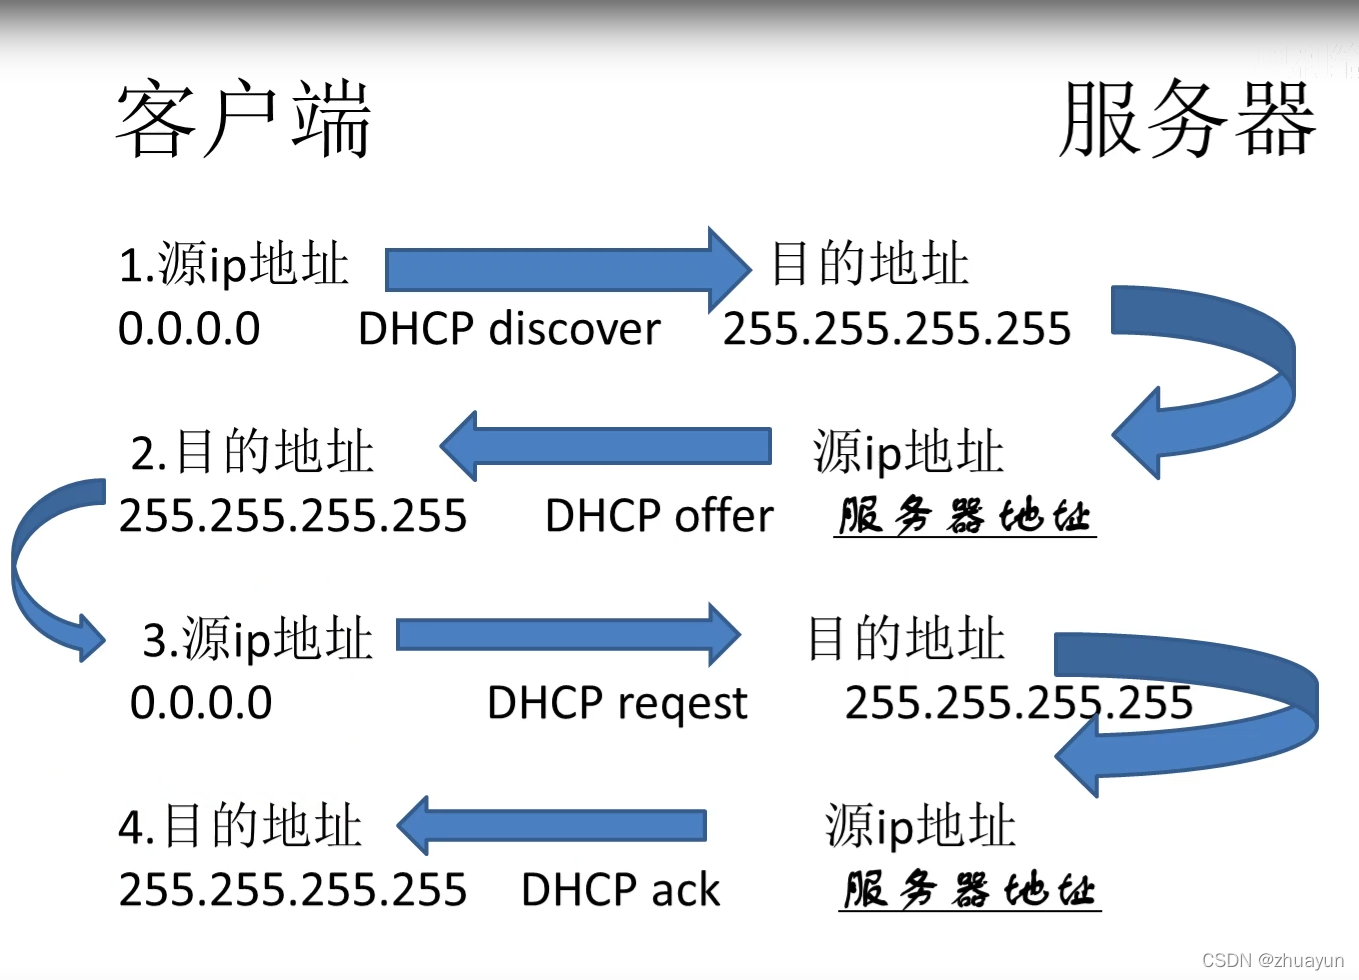 客户端 服务器
1.源ip地址 目的地址
0.0.0.0 DHCP discover 255.255.255.255
2.目的地址 源ip地址
255.255.255.255 DHCP offer 服务器地址
3.源ip地址 目的地址
0.0.0.0 DHCP reqest 255.255.255.255
4.目的地址 源ip地址
255.255.255.255 DHCP ack 服务器地址
CSDN @zhuayun